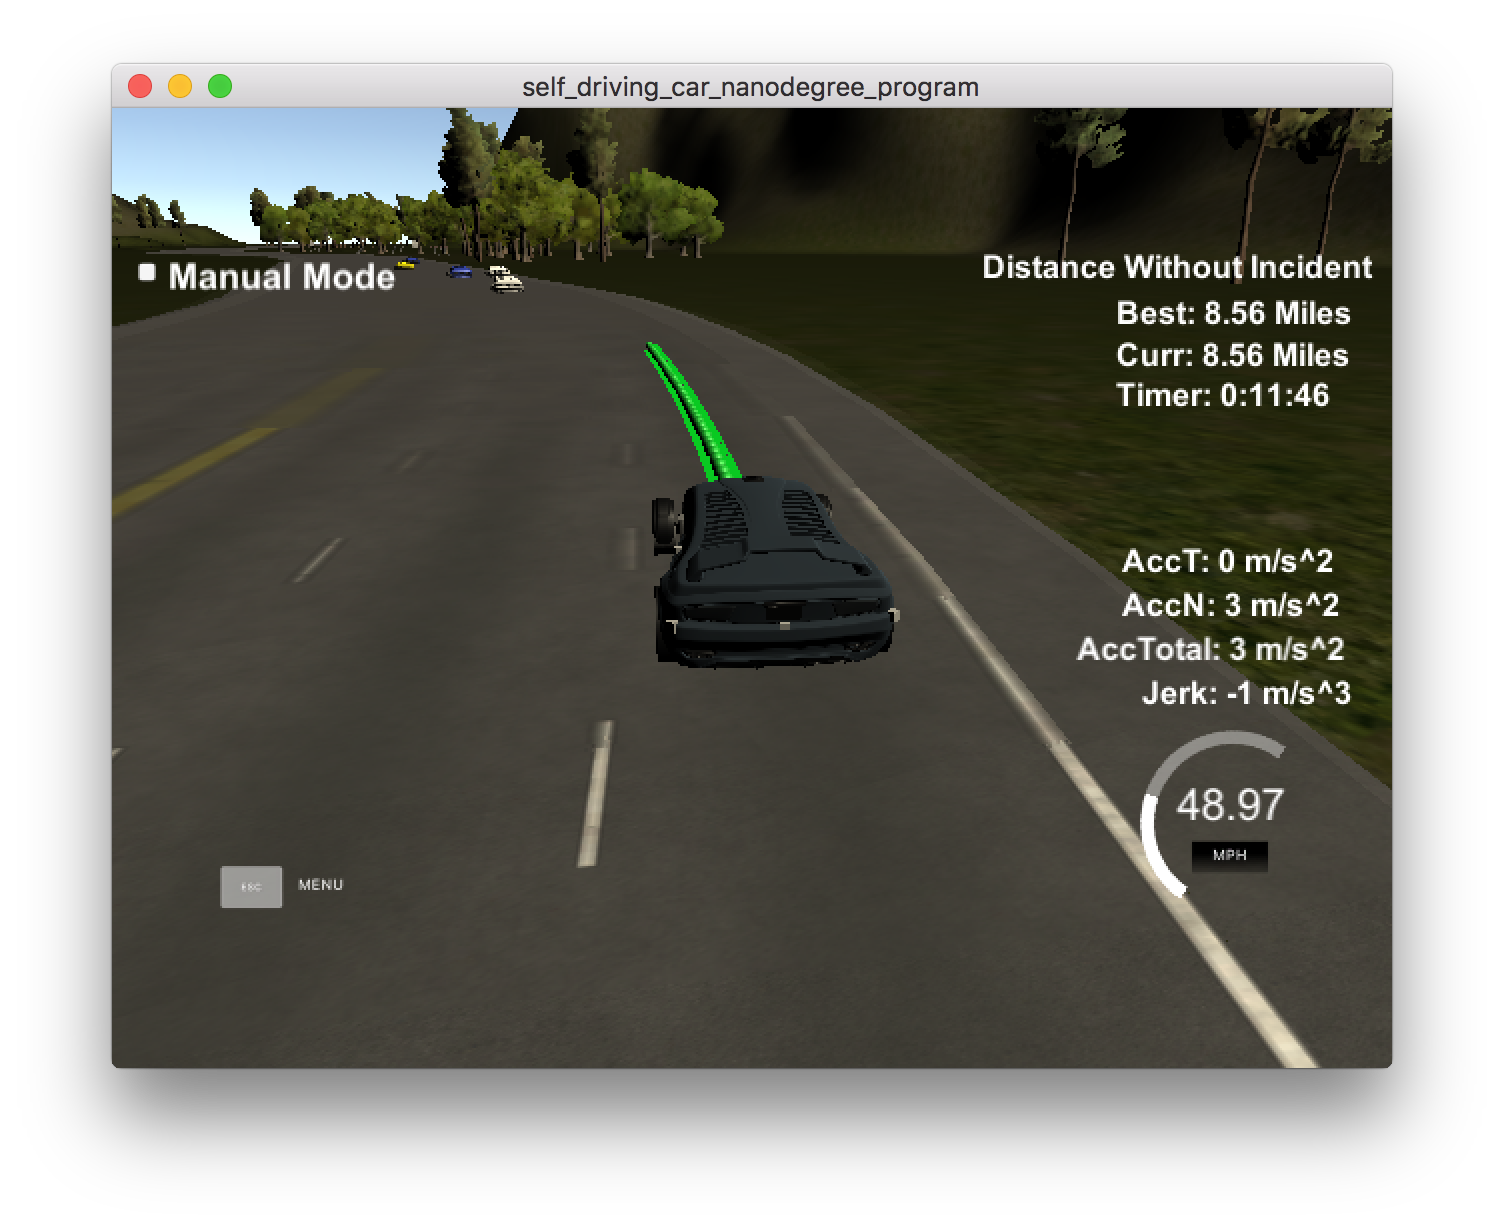 self_driving_car_nanodegree_program
Manual Mode
Distance Without Incident
Best: 8.56 Miles
Curr: 8.56 Miles
Timer: 0:11:46
AccT: 0 m/s^2
AccN: 3 m/s^2
AccTotal: 3 m/s^2
Jerk: -1 m/s^3
48.97
MPH
ESC MENU